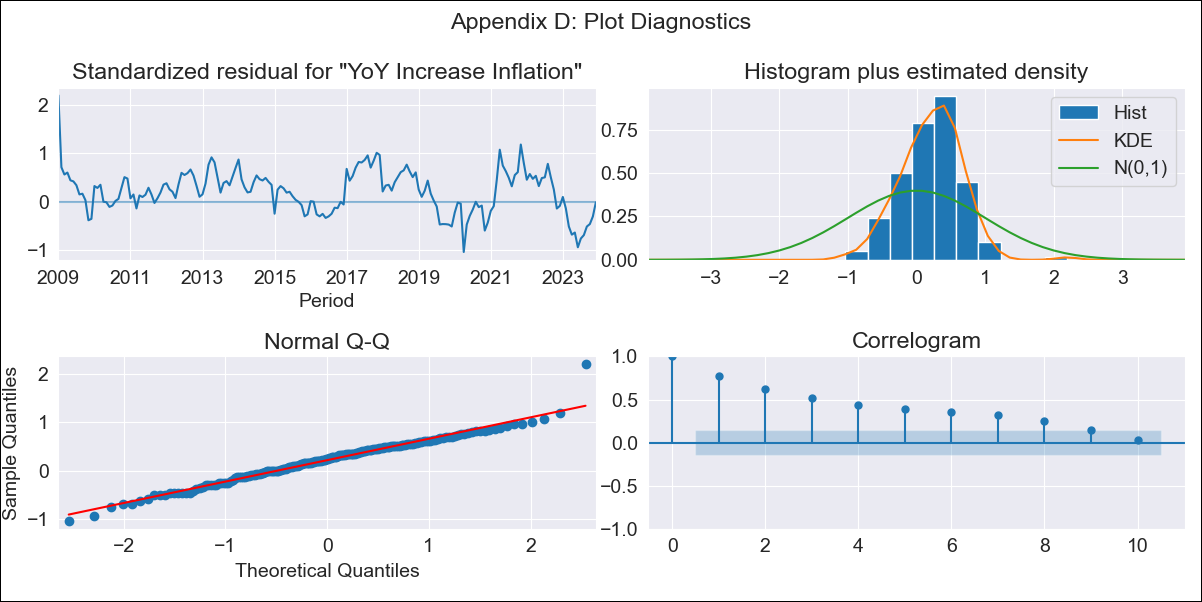 Appendix D: Plot Diagnostics
Standardized residual for "YoY Increase Inflation"
2
1
0
−1
2009 2011 2013 2015 2017 2019 2021 2023
Period
Histogram plus estimated density
0.75
0.50
0.25
0.00
−3 −2 −1 0 1 2 3
Hist
KDE
N(0,1)
Normal Q-Q
Sample Quantiles
2
1
0
−1
−2 −1 0 1 2
Theoretical Quantiles
Correlogram
1.0
0.5
0.0
−0.5
−1.0
0 2 4 6 8 10